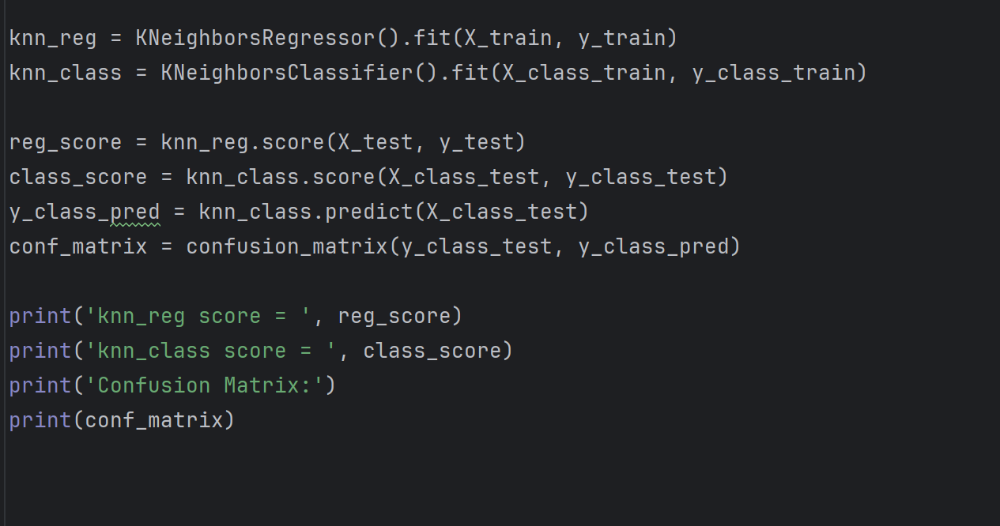 knn_reg = KNeighborsRegressor().fit(X_train, y_train)
knn_class = KNeighborsClassifier().fit(X_class_train, y_class_train)
reg_score = knn_reg.score(X_test, y_test)
class_score = knn_class.score(X_class_test, y_class_test)
y_class_pred = knn_class.predict(X_class_test)
conf_matrix = confusion_matrix(y_class_test, y_class_pred)
print('knn_reg score = ', reg_score)
print('knn_class score = ', class_score)
print('Confusion Matrix:')
print(conf_matrix)